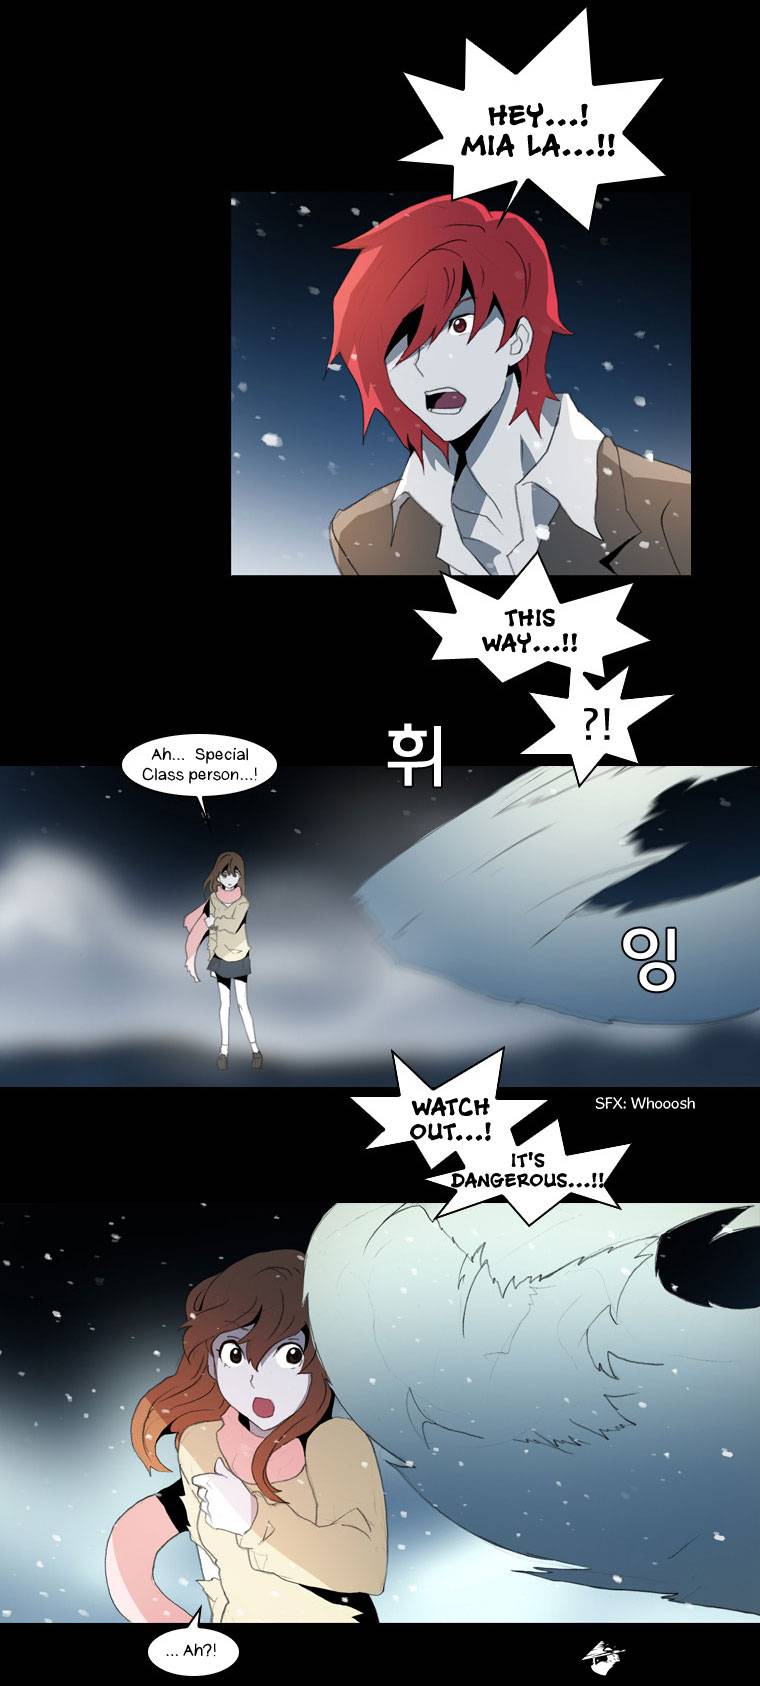 HEY...!
MIA LA...!!
THIS
WAY...!!
?!
휘
Ah... Special
Class person...!
잉
SFX: Whooosh
WATCH
OUT...!
IT'S
DANGEROUS...!!
... Ah?!